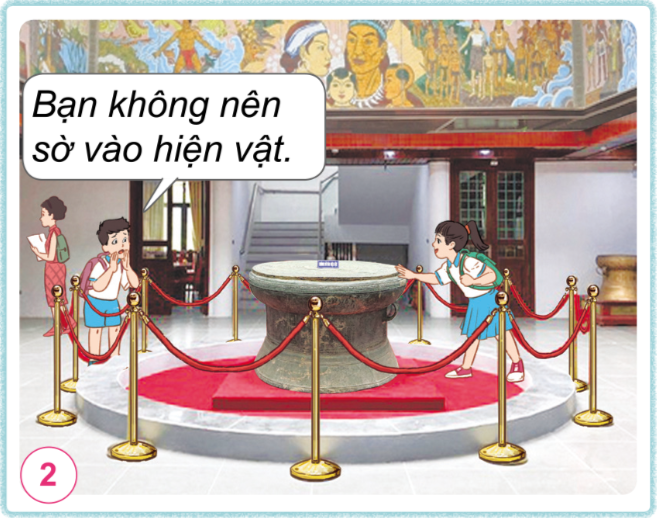 Bạn không nên
sờ vào hiện vật.
2